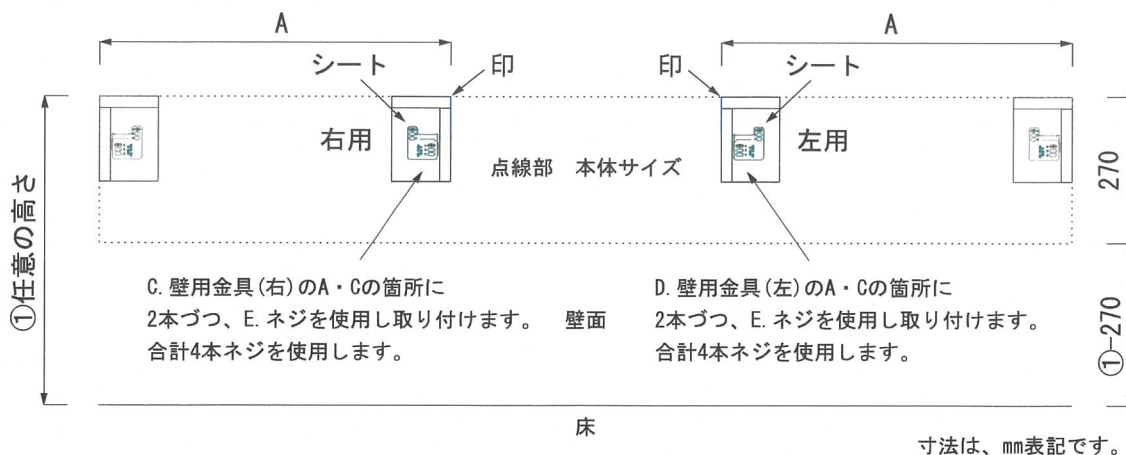 A
A
シート
印
印
シート
右用
左用
点線部 本体サイズ
270
①任意の高さ
C.壁用金具(右)のA・Cの箇所に
2本づつ、E.ネジを使用し取り付けます。
合計4本ネジを使用します。
壁面
D.壁用金具(左)のA・Cの箇所に
2本づつ、E.ネジを使用し取り付けます。
合計4本ネジを使用します。
①-270
床
寸法は、mm表記です。